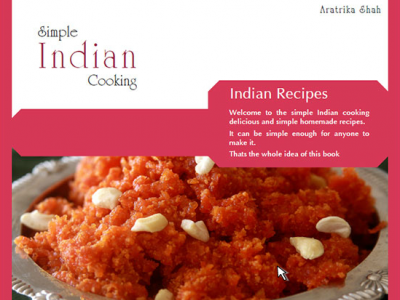 Aratrika Shah
Simple
Indian
Cooking
Indian Recipes
Welcome to the simple Indian cooking
delicious and simple homemade recipes.
It can be simple enough for anyone to
make it.
Thats the whole idea of this book